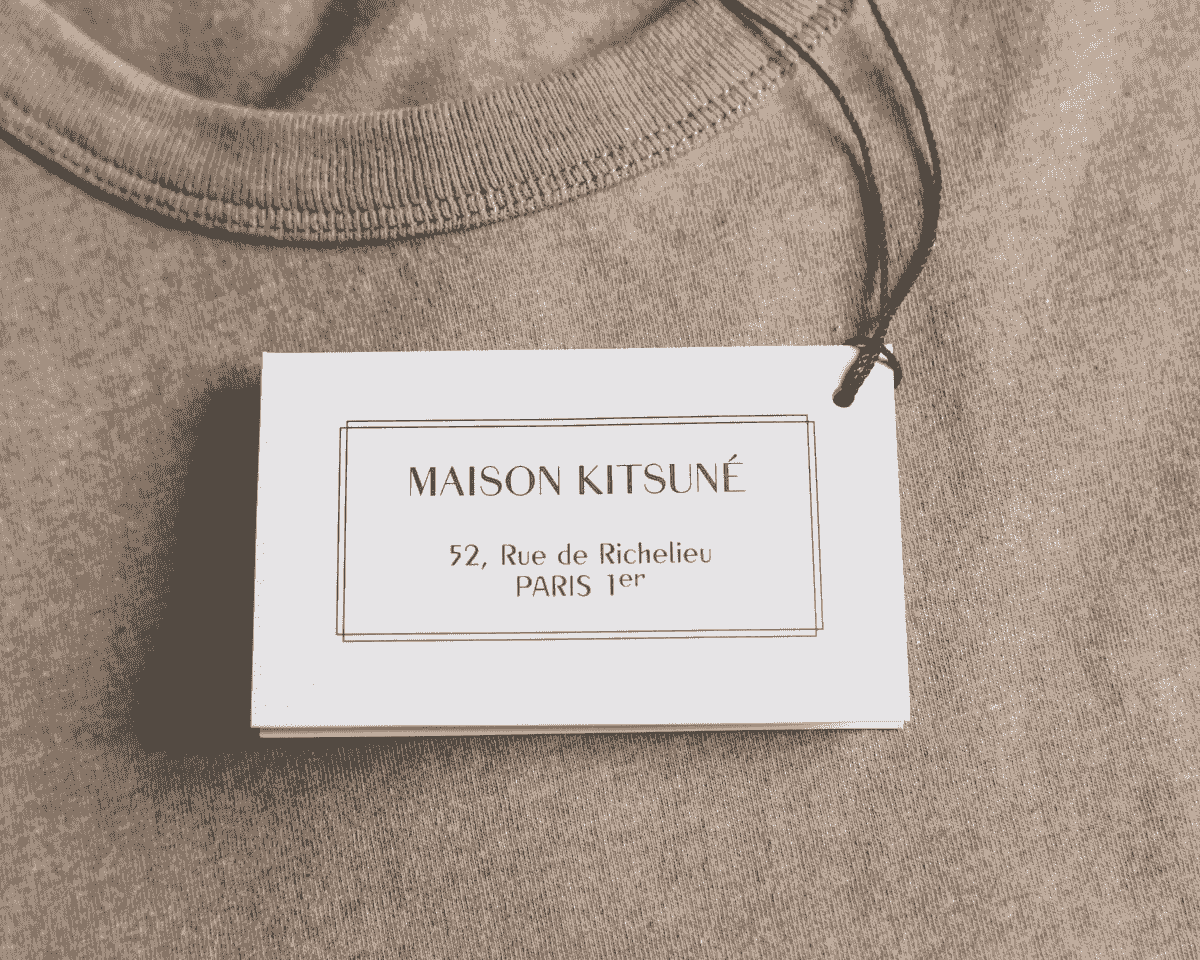 MAISON KITSUNÉ
52, Rue de Richelieu
PARIS 1er